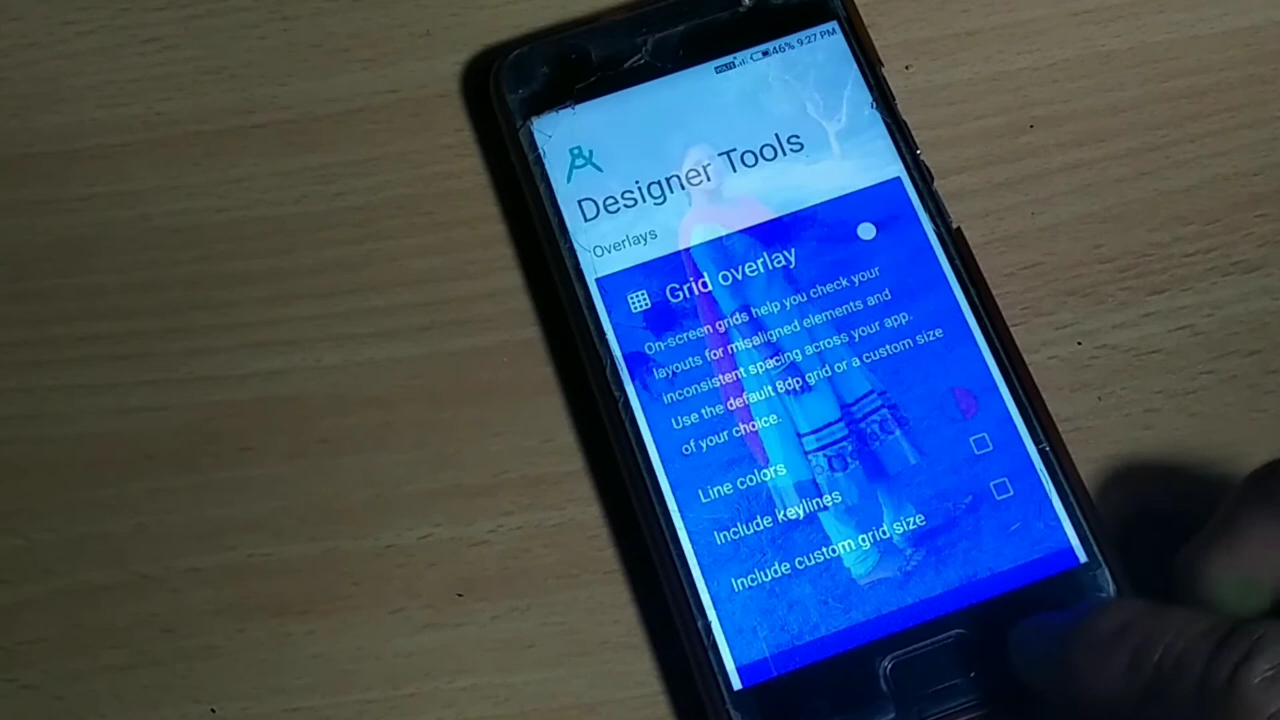 VOLTE 46% 9:27 PM
Designer Tools
Overlays
Grid overlay
On-screen grids help you check your
layouts for misaligned elements and
inconsistent spacing across your app.
Use the default 8dp grid or a custom size
of your choice.
Line colors
Include keylines
Include custom grid size